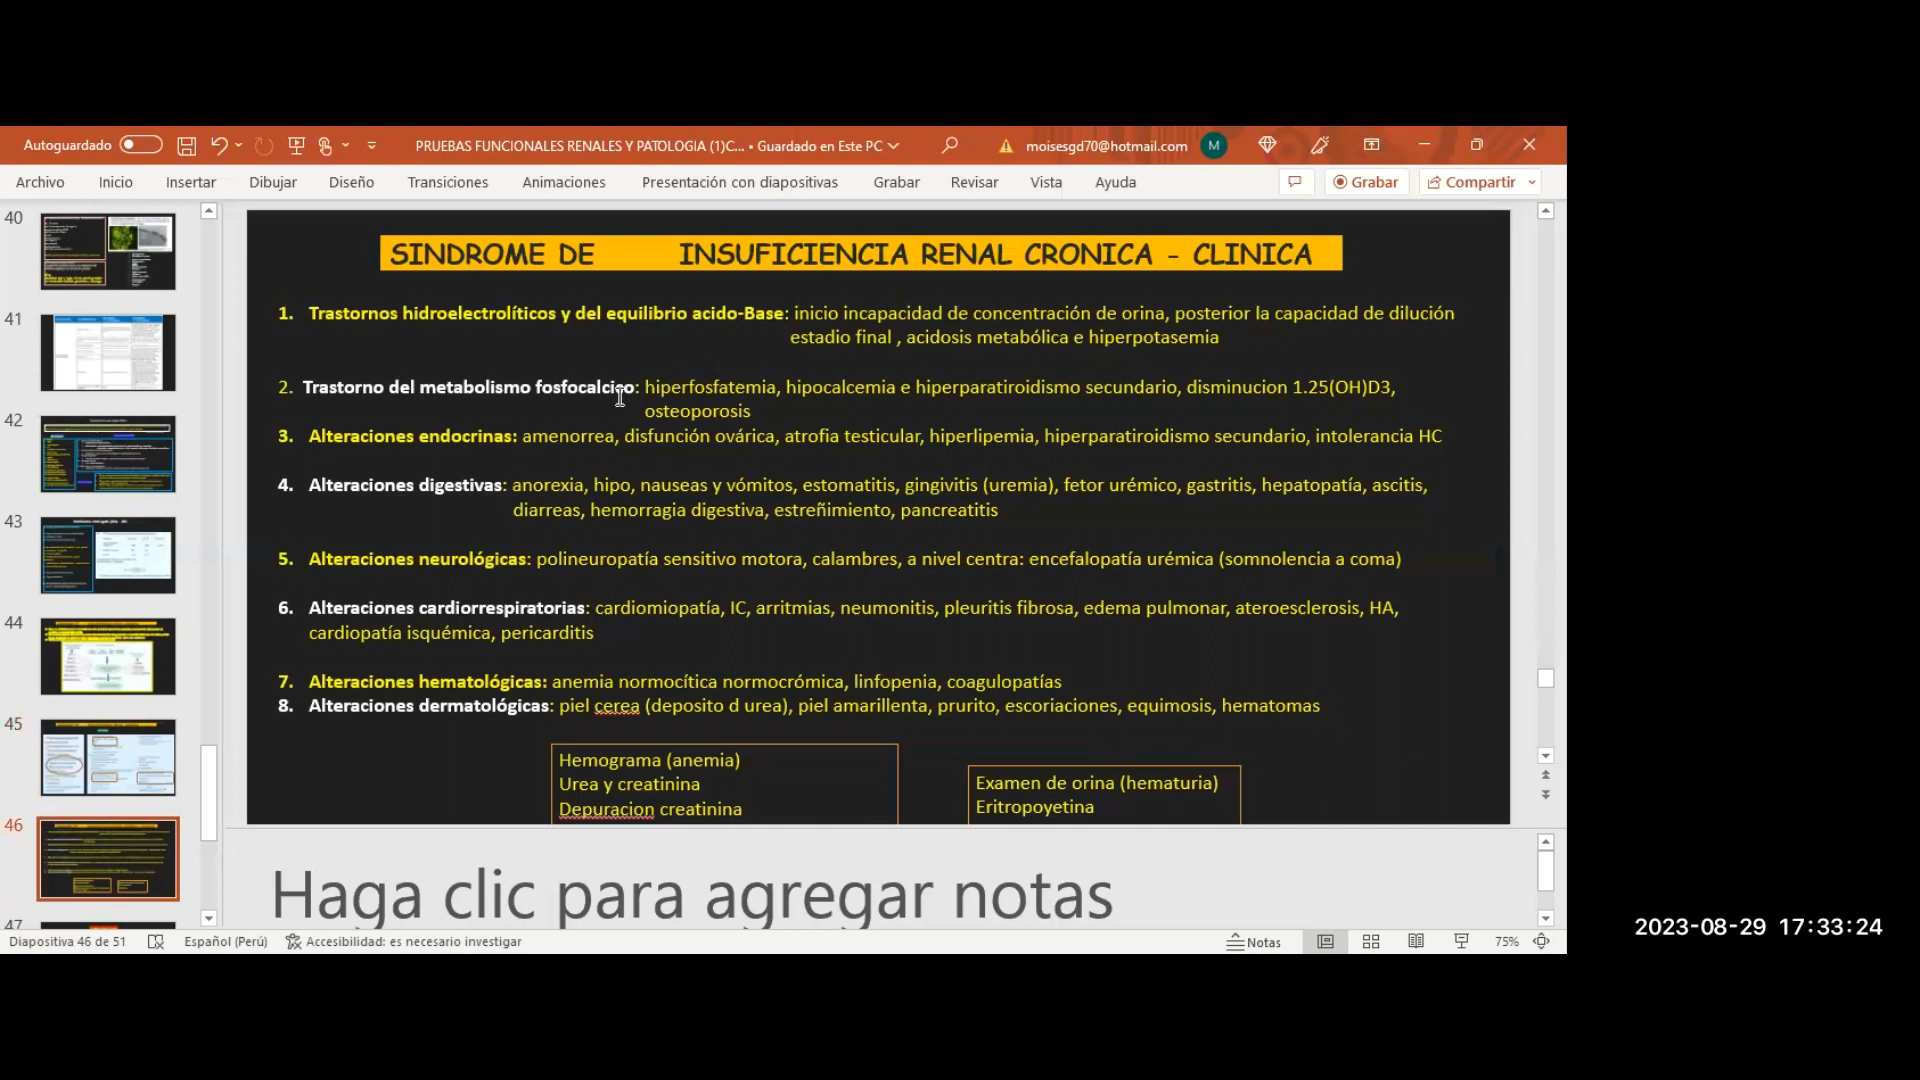 Autoguardado
PRUEBAS FUNCIONALES RENALES Y PATOLOGIA (1)C... • Guardado en Este PC
moisesgd70@hotmail.com
M
Archivo Inicio Insertar Dibujar Diseño Transiciones Animaciones Presentación con diapositivas Grabar Revisar Vista Ayuda
Grabar
Compartir
40
41
42
43
44
45
46
47
SINDROME DE INSUFICIENCIA RENAL CRONICA - CLINICA
1. Trastornos hidroelectrolíticos y del equilibrio acido-Base: inicio incapacidad de concentración de orina, posterior la capacidad de dilución
estadio final , acidosis metabólica e hiperpotasemia
2. Trastorno del metabolismo fosfocalcico: hiperfosfatemia, hipocalcemia e hiperparatiroidismo secundario, disminucion 1.25(OH)D3,
osteoporosis
3. Alteraciones endocrinas: amenorrea, disfunción ovárica, atrofia testicular, hiperlipemia, hiperparatiroidismo secundario, intolerancia HC
4. Alteraciones digestivas: anorexia, hipo, nauseas y vómitos, estomatitis, gingivitis (uremia), fetor urémico, gastritis, hepatopatía, ascitis,
diarreas, hemorragia digestiva, estreñimiento, pancreatitis
5. Alteraciones neurológicas: polineuropatía sensitivo motora, calambres, a nivel centra: encefalopatía urémica (somnolencia a coma)
6. Alteraciones cardiorrespiratorias: cardiomiopatía, IC, arritmias, neumonitis, pleuritis fibrosa, edema pulmonar, ateroesclerosis, HA,
cardiopatía isquémica, pericarditis
7. Alteraciones hematológicas: anemia normocítica normocrómica, linfopenia, coagulopatías
8. Alteraciones dermatológicas: piel cerea (deposito d urea), piel amarillenta, prurito, escoriaciones, equimosis, hematomas
Hemograma (anemia)
Urea y creatinina
Depuracion creatinina
Examen de orina (hematuria)
Eritropoyetina
Haga clic para agregar notas
Diapositiva 46 de 51 Español (Perú) Accesibilidad: es necesario investigar Notas 75%
2023-08-29 17:33:24